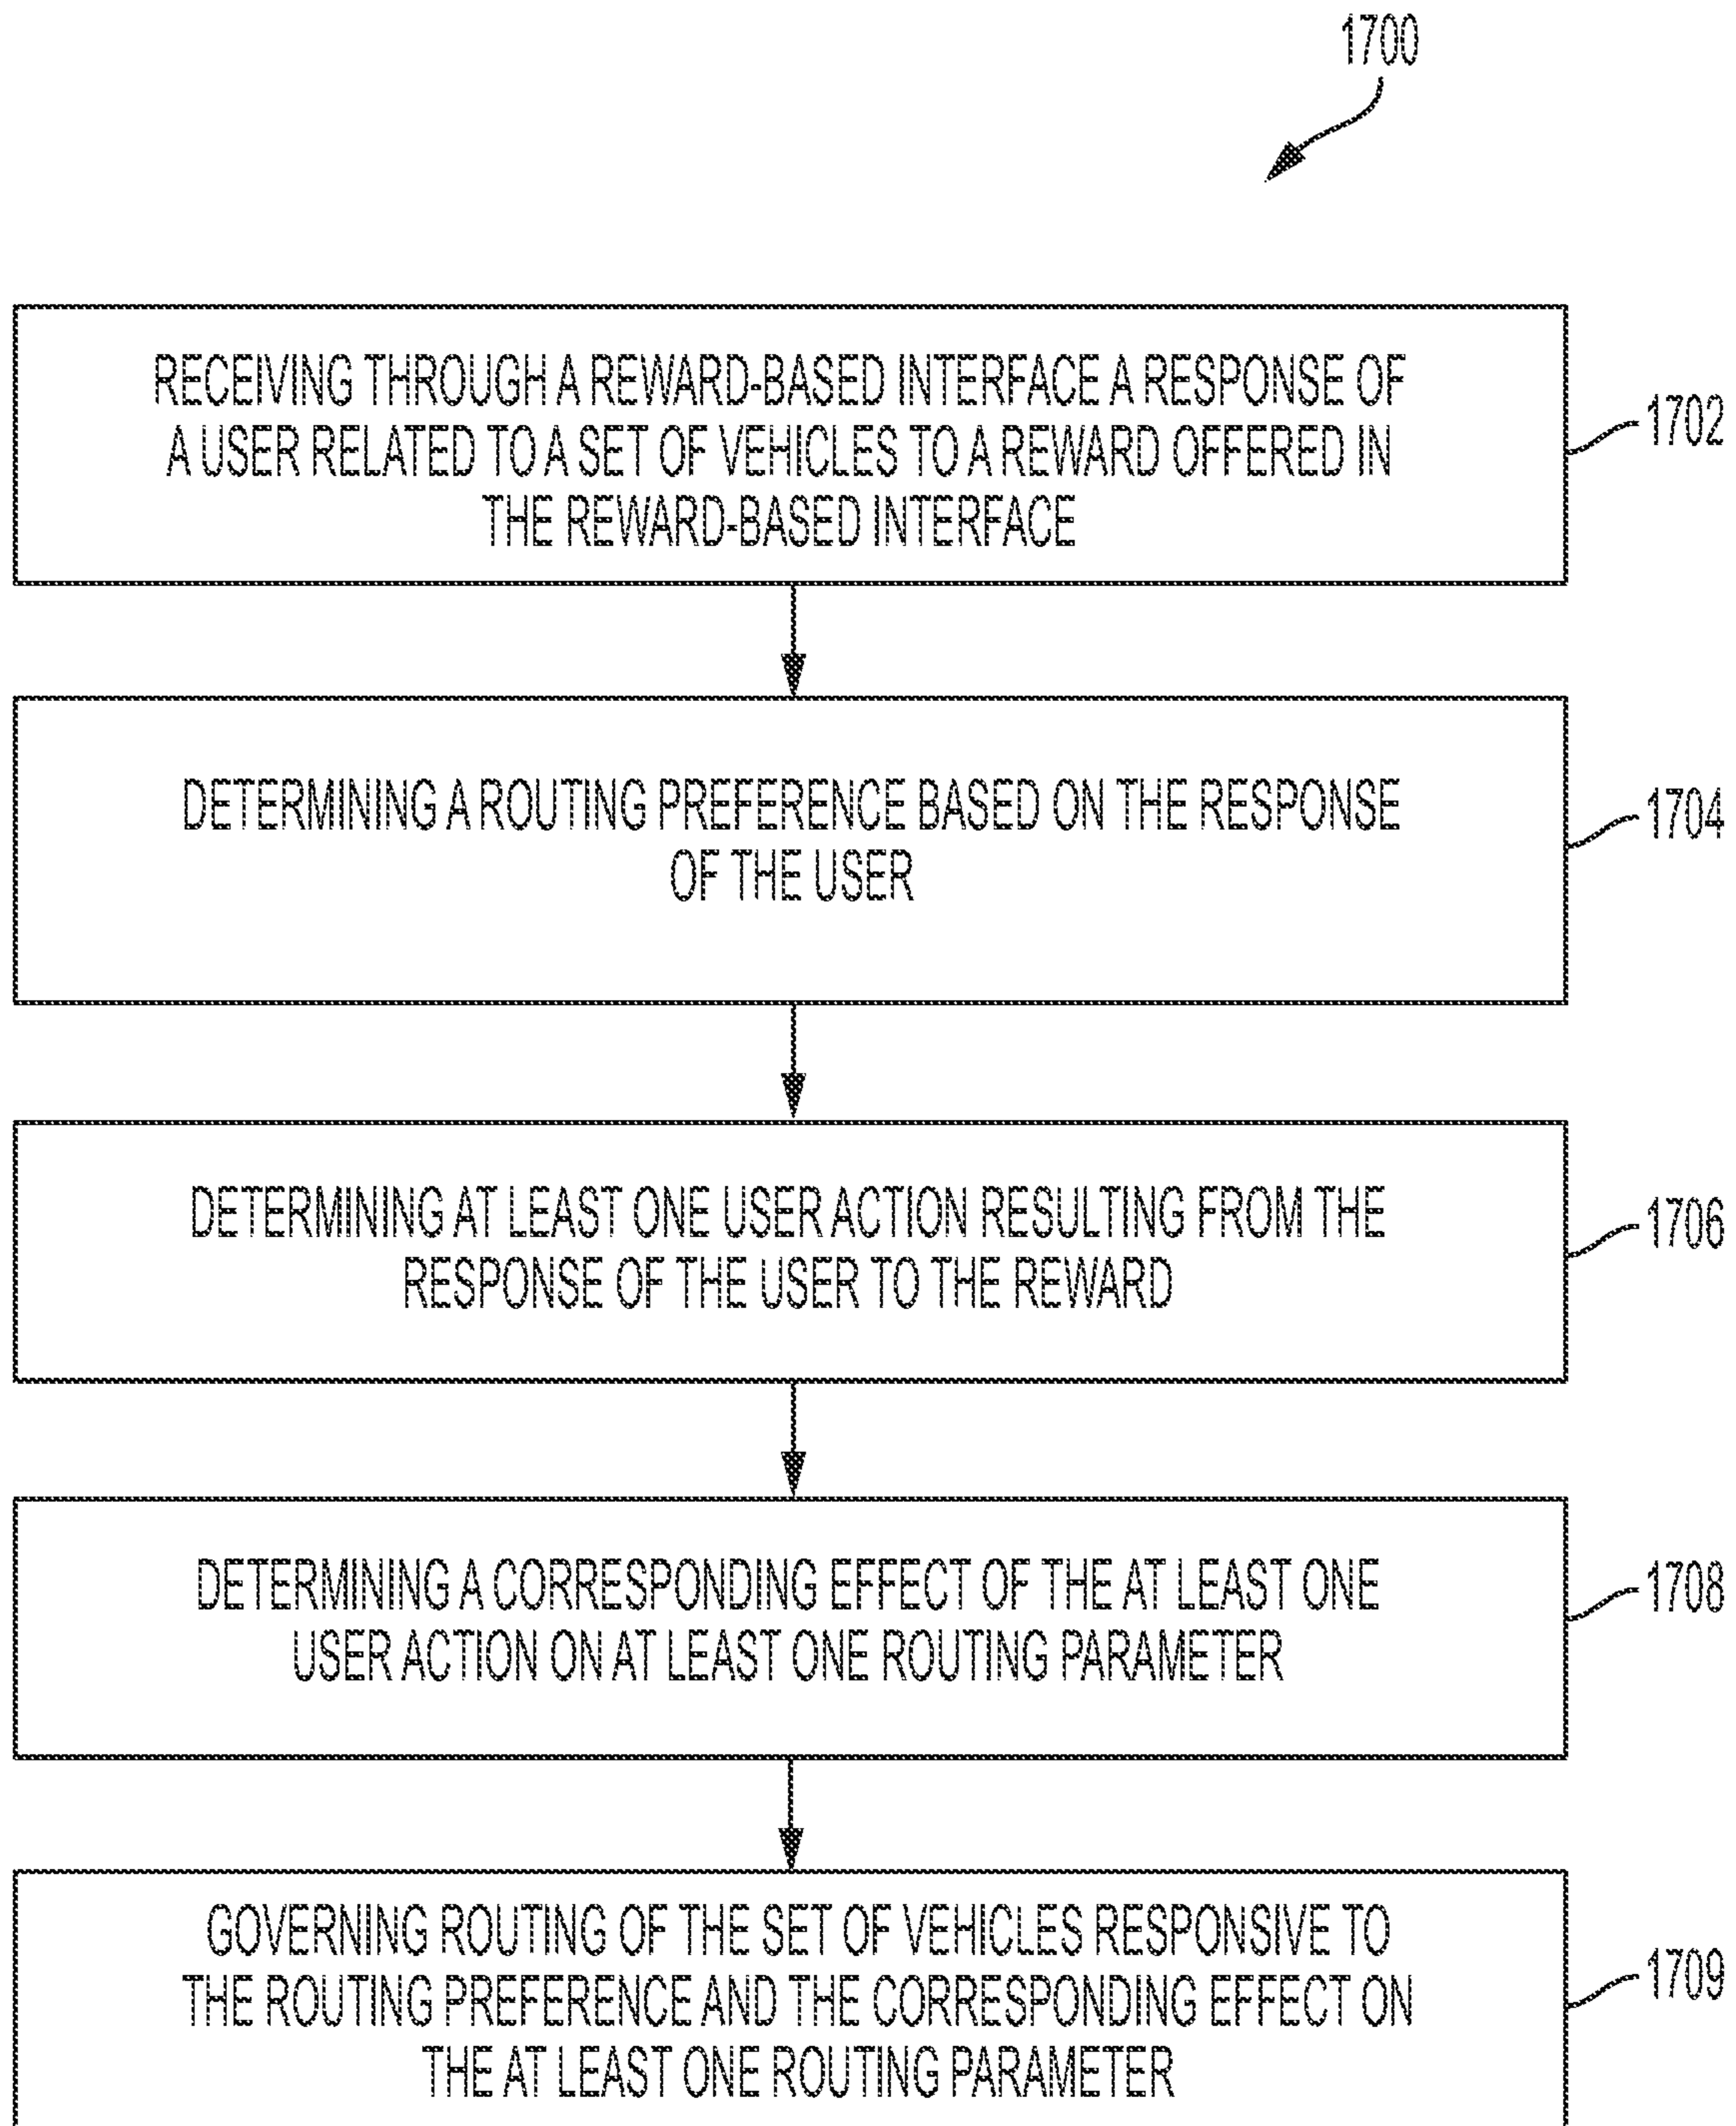 1700
RECEIVING THROUGH A REWARD-BASED INTERFACE A RESPONSE OF
A USER RELATED TO A SET OF VEHICLES TO A REWARD OFFERED IN
THE REWARD-BASED INTERFACE
1702
DETERMINING A ROUTING PREFERENCE BASED ON THE RESPONSE
OF THE USER
1704
DETERMINING AT LEAST ONE USER ACTION RESULTING FROM THE
RESPONSE OF THE USER TO THE REWARD
1706
DETERMINING A CORRESPONDING EFFECT OF THE AT LEAST ONE
USER ACTION ON AT LEAST ONE ROUTING PARAMETER
1708
GOVERNING ROUTING OF THE SET OF VEHICLES RESPONSIVE TO
THE ROUTING PREFERENCE AND THE CORRESPONDING EFFECT ON
THE AT LEAST ONE ROUTING PARAMETER
1709